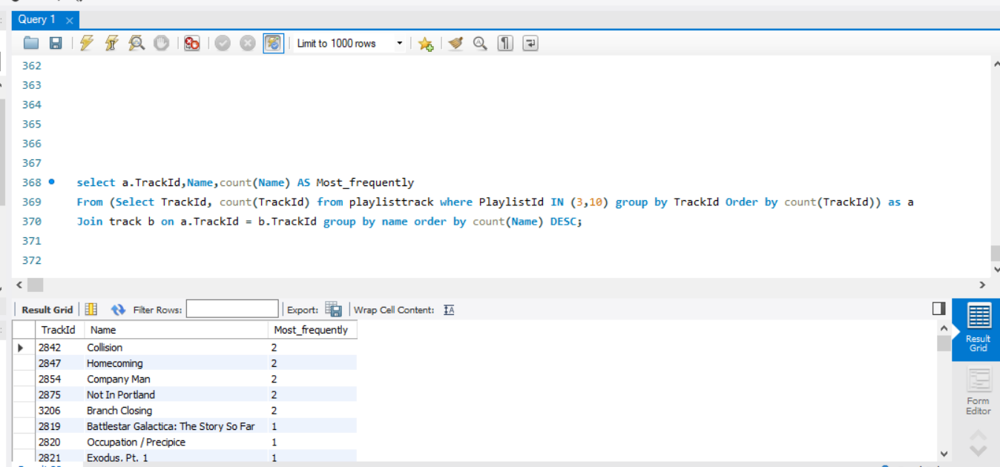 Query 1
Limit to 1000 rows
362
363
364
365
366
367
368 select a.TrackId,Name,count(Name) AS Most_frequently
369 From (Select TrackId, count(TrackId) from playlisttrack where PlaylistId IN (3,10) group by TrackId Order by count(TrackId)) as a
370 Join track b on a.TrackId = b.TrackId group by name order by count(Name) DESC;
371
372
Result Grid Filter Rows: Export: Wrap Cell Content:
TrackId Name Most_frequently
2842 Collision 2
2847 Homecoming 2
2854 Company Man 2
2875 Not In Portland 2
3206 Branch Closing 2
2819 Battlestar Galactica: The Story So Far 1
2820 Occupation / Precipice 1
2821 Exodus, Pt. 1 1
Result
Grid
Form
Editor